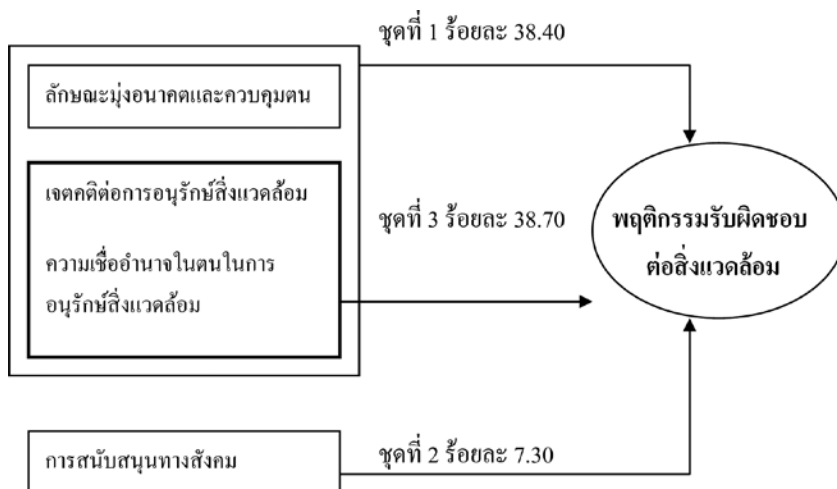 ชุดที่ 1 ร้อยละ 38.40
ลักษณะมุ่งอนาคตและควบคุมตน
เจตคติต่อการอนุรักษ์สิ่งแวดล้อม
ความเชื่ออำนาจในตนในการ
อนุรักษ์สิ่งแวดล้อม
ชุดที่ 3 ร้อยละ 38.70
พฤติกรรมรับผิดชอบ
ต่อสิ่งแวดล้อม
การสนับสนุนทางสังคม
ชุดที่ 2 ร้อยละ 7.30